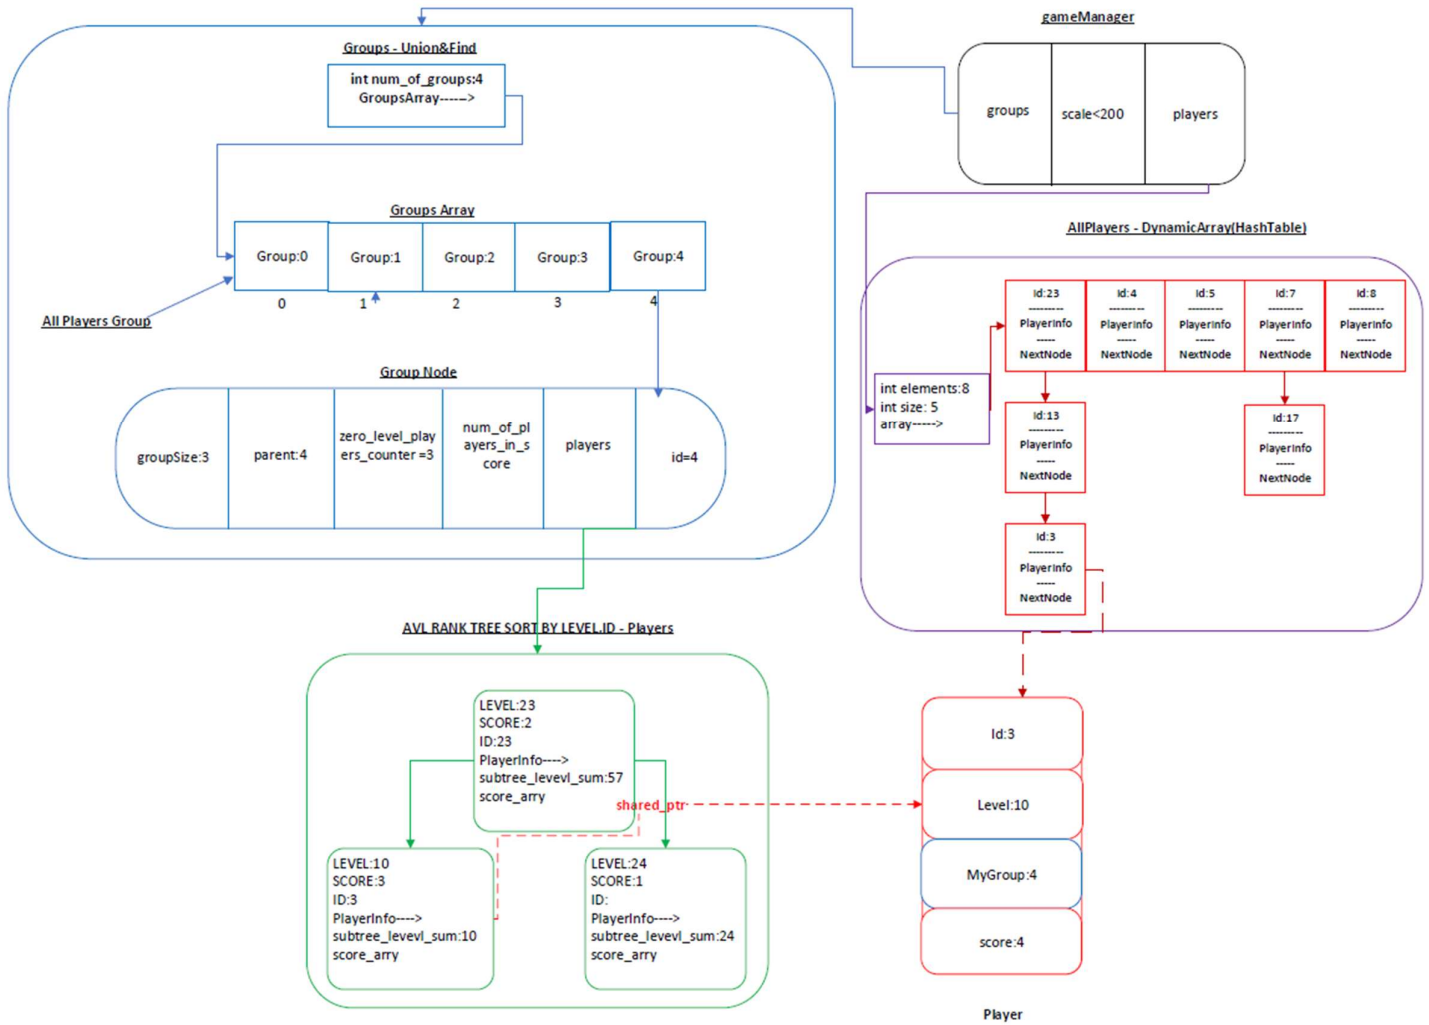 gameManager
groups
scale<200
players
Groups - Union&Find
int num_of_groups:4
GroupsArray------>
Groups Array
Group:0
Group:1
Group:2
Group:3
Group:4
0
1
2
3
4
All Players Group
Group Node
groupSize:3
parent:4
zero_level_play
ers_counter =3
num_of_pl
ayers_in_s
core
players
id=4
AllPlayers - DynamicArray(HashTable)
int elements:8
int size: 5
array----->
Id:23
---------
PlayerInfo
-----
NextNode
Id:4
---------
PlayerInfo
-----
NextNode
Id:5
---------
PlayerInfo
-----
NextNode
Id:7
---------
PlayerInfo
-----
NextNode
Id:8
---------
PlayerInfo
-----
NextNode
Id:13
---------
PlayerInfo
-----
NextNode
Id:17
---------
PlayerInfo
-----
NextNode
Id:3
---------
PlayerInfo
-----
NextNode
AVL RANK TREE SORT BY LEVEL.ID - Players
LEVEL:23
SCORE:2
ID:23
PlayerInfo---->
subtree_levevl_sum:57
score_arry
shared_ptr
LEVEL:10
SCORE:3
ID:3
PlayerInfo---->
subtree_levevl_sum:10
score_arry
LEVEL:24
SCORE:1
ID:
PlayerInfo---->
subtree_levevl_sum:24
score_arry
Id:3
Level:10
MyGroup:4
score:4
Player